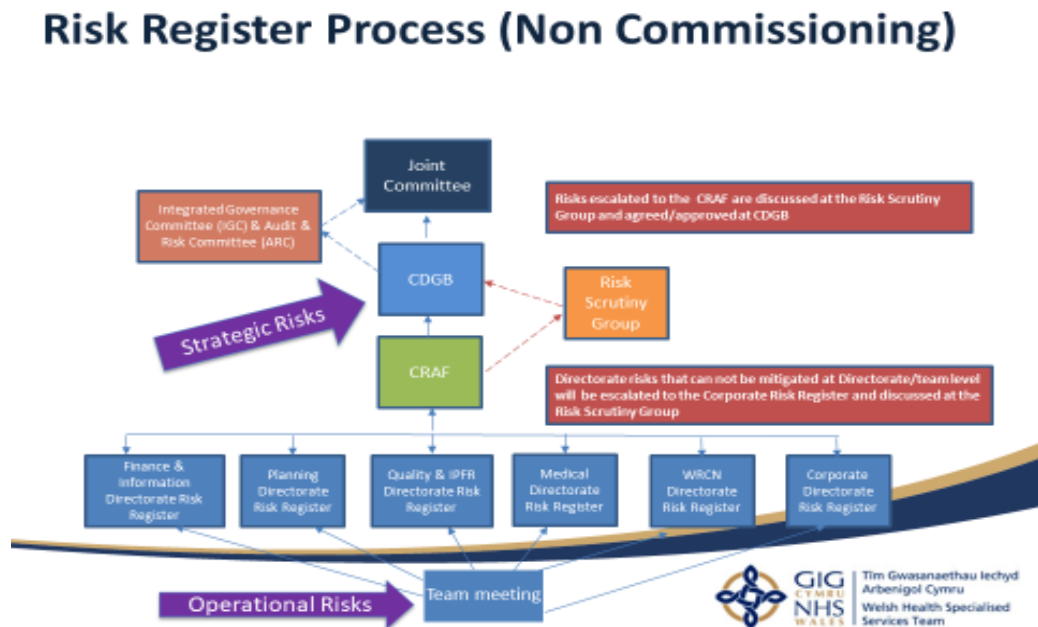 Risk Register Process (Non Commissioning)
Joint
Committee
Integrated Governance
Committee (IGC) & Audit &
Risk Committee (ARC)
Risks escalated to the CRAF are discussed at the Risk Scrutiny
Group and agreed/approved at CDGB
CDGB
Risk
Scrutiny
Group
Strategic Risks
CRAF
Directorate risks that can not be mitigated at Directorate/team level
will be escalated to the Corporate Risk Register and discussed at the
Risk Scrutiny Group
Finance &
Information
Directorate Risk
Register
Planning
Directorate
Risk Register
Quality & IPFR
Directorate Risk
Register
Medical
Directorate
Risk Register
WRCN
Directorate
Risk Register
Corporate
Directorate
Risk Register
Team meeting
Operational Risks
GIG
CYMRU
NHS
WALES
Tîm Gwasanaethau Iechyd
Arbenigol Cymru
Welsh Health Specialised
Services Team